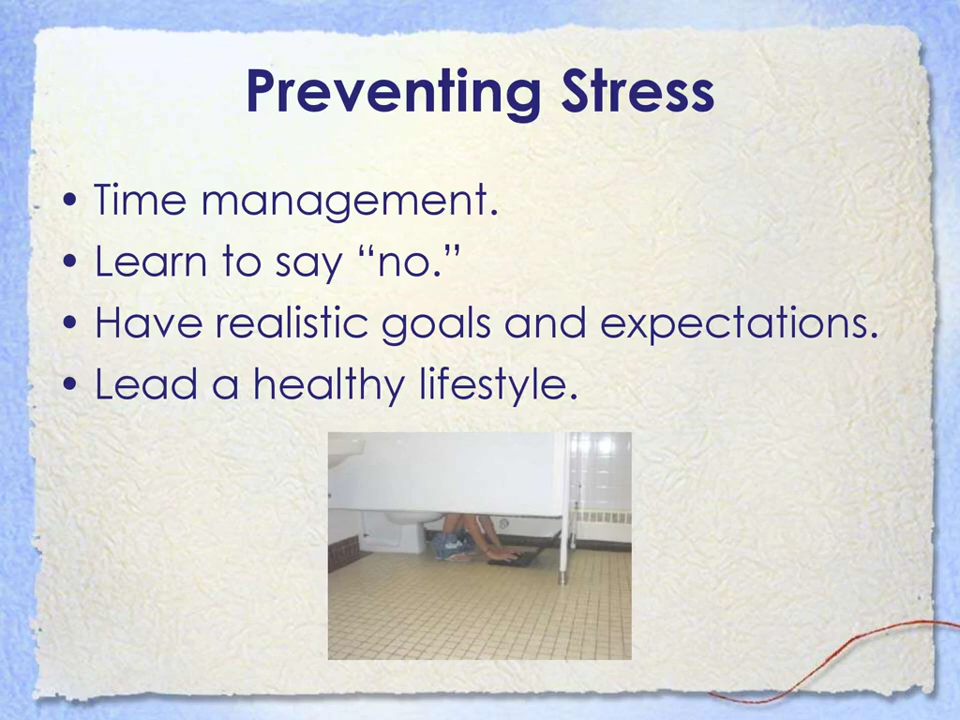 Preventing Stress
• Time management.
• Learn to say “no.”
• Have realistic goals and expectations.
• Lead a healthy lifestyle.